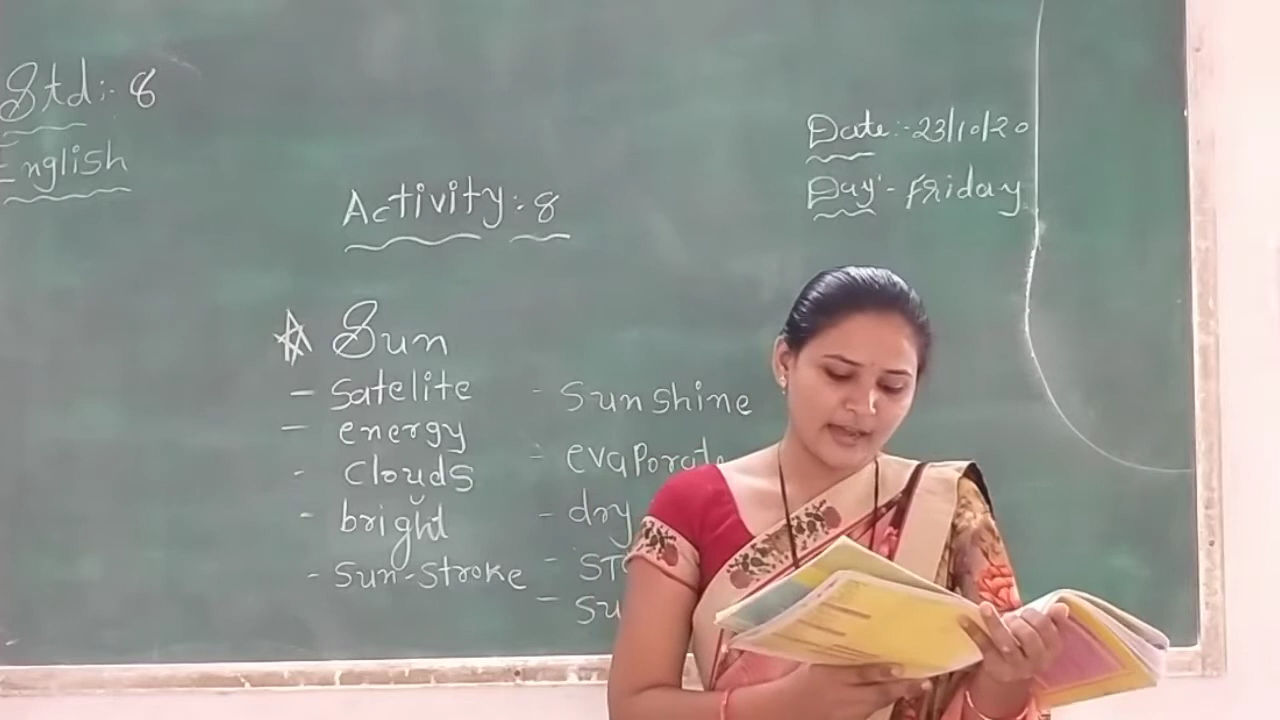 Std:- 8
English
Date:- 23/10/20
Day:- Friday
Activity:- 8
Sun
- Satelite
- energy
- Clouds
- bright
- Sun-Stroke
- Sunshine
- evaporate
- dry